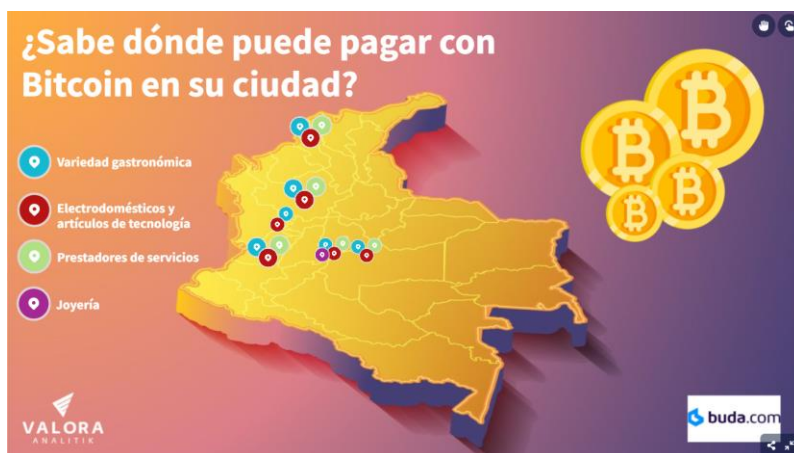 ¿Sabe dónde puede pagar con
Bitcoin en su ciudad?
Variedad gastronómica
Electrodomésticos y
artículos de tecnología
Prestadores de servicios
Joyería
VALORA
ANALITIK
buda.com